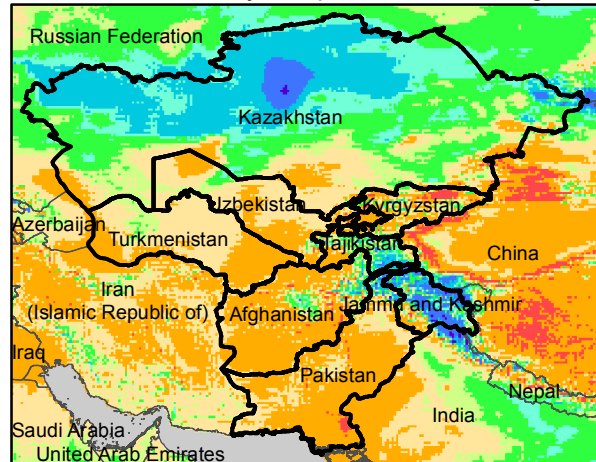 Russian Federation
Kazakhstan
Uzbekistan
Kyrgyzstan
Azerbaijan
Turkmenistan
Tajikistan
China
Iran
(Islamic Republic of)
Afghanistan
Jammu and Kashmir
Iraq
Pakistan
Nepal
India
Saudi Arabia
United Arab Emirates